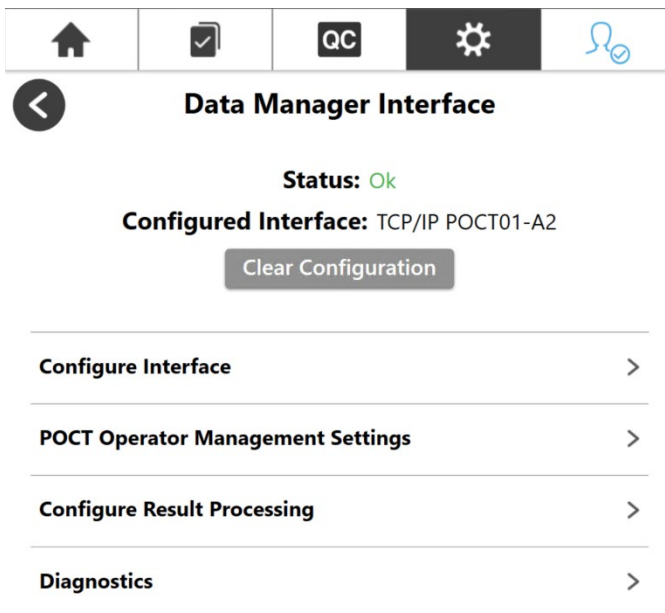 QC
Data Manager Interface
Status: Ok
Configured Interface: TCP/IP POCT01-A2
Clear Configuration
Configure Interface
POCT Operator Management Settings
Configure Result Processing
Diagnostics